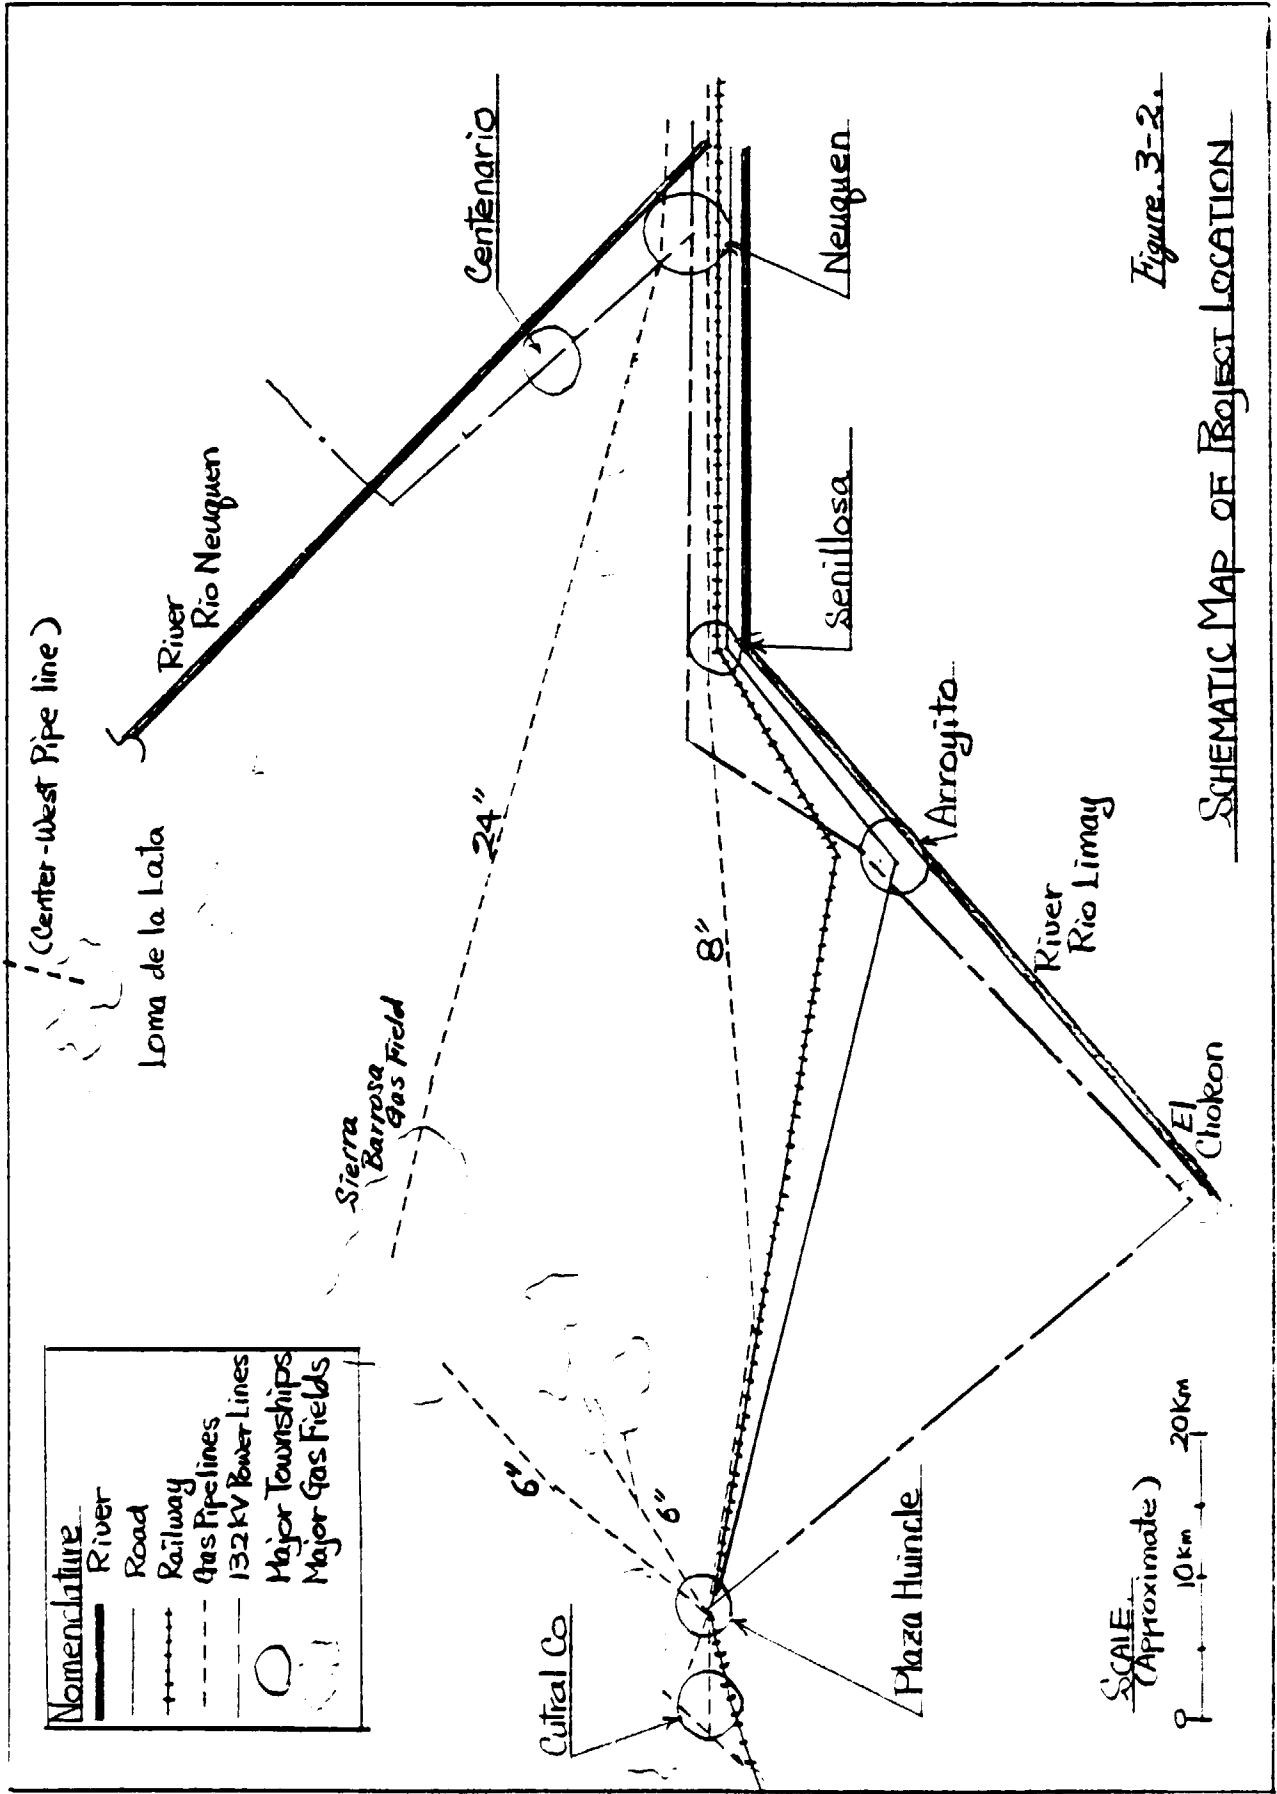 Nomenclature
River
Road
Railway
Gas Pipelines
132kV Power Lines
Major Townships
Major Gas Fields
(Center-West Pipe line)
Loma de la Lata
River
Rio Neuquen
Centenario
Sierra
Barrosa
Gas Field
24"
6"
6"
8"
Cutral Co
Plaza Huincle
Senillosa
Neuquen
Arroyito
River
Rio Limay
El
Chokon
SCALE.
(Approximate)
0 10Km 20Km
Figure.3-2.
SCHEMATIC MAP OF PROJECT LOCATION